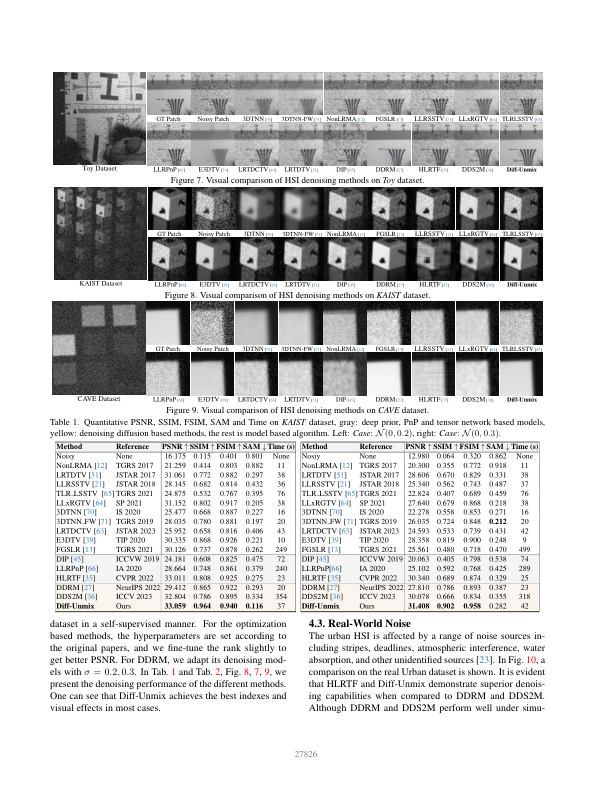 GT Patch Noisy Patch 3DTNN [70] 3DTNN-FW [71] NonLRMA [12] FGSLR [13] LLRSSTV [21] LLxRGTV [64] TLRLSSTV [65]
Toy Dataset LLRPnP [66] E3DTV [39] LRTDCTV [63] LRTDTV [51] DIP [45] DDRM [27] HLRTF [35] DDS2M [36] Diff-Unmix
Figure 7. Visual comparison of HSI denoising methods on Toy dataset.
GT Patch Noisy Patch 3DTNN [70] 3DTNN-FW [71] NonLRMA [12] FGSLR [13] LLRSSTV [21] LLxRGTV [64] TLRLSSTV [65]
KAIST Dataset LLRPnP [66] E3DTV [39] LRTDCTV [63] LRTDTV [51] DIP [45] DDRM [27] HLRTF [35] DDS2M [36] Diff-Unmix
Figure 8. Visual comparison of HSI denoising methods on KAIST dataset.
GT Patch Noisy Patch 3DTNN [70] 3DTNN-FW [71] NonLRMA [12] FGSLR [13] LLRSSTV [21] LLxRGTV [64] TLRLSSTV [65]
CAVE Dataset LLRPnP [66] E3DTV [39] LRTDCTV [63] LRTDTV [51] DIP [45] DDRM [27] HLRTF [35] DDS2M [36] Diff-Unmix
Figure 9. Visual comparison of HSI denoising methods on CAVE dataset.
Table 1. Quantitative PSNR, SSIM, FSIM, SAM and Time on KAIST dataset, gray: deep prior, PnP and tensor network based models,
yellow: denoising diffusion based methods, the rest is model based algorithm. Left: Case: N(0, 0.2), right: Case: N(0, 0.3).
Method Reference PSNR ↑ SSIM ↑ FSIM ↑ SAM ↓ Time (s)
Noisy None 16.175 0.115 0.401 0.801 None
NonLRMA [12] TGRS 2017 21.259 0.414 0.803 0.882 11
LRTDTV [51] JSTAR 2017 31.061 0.772 0.882 0.297 38
LLRSSTV [21] JSTAR 2018 28.145 0.682 0.814 0.432 36
TLR_LSSTV [65] TGRS 2021 24.875 0.532 0.767 0.395 76
LLxRGTV [64] SP 2021 31.152 0.802 0.917 0.205 38
3DTNN [70] IS 2020 25.477 0.668 0.887 0.227 16
3DTNN_FW [71] TGRS 2019 28.035 0.780 0.881 0.197 20
LRTDCTV [63] JSTAR 2023 25.952 0.658 0.816 0.406 43
E3DTV [39] TIP 2020 30.335 0.868 0.926 0.221 10
FGSLR [13] TGRS 2021 30.126 0.737 0.878 0.262 249
DIP [45] ICCVW 2019 24.181 0.608 0.825 0.475 72
LLRPnP [66] IA 2020 28.664 0.748 0.861 0.379 240
HLRTF [35] CVPR 2022 33.011 0.808 0.925 0.275 23
DDRM [27] NeurIPS 2022 29.412 0.865 0.922 0.293 20
DDS2M [36] ICCV 2023 32.804 0.786 0.895 0.334 354
Diff-Unmix Ours 33.059 0.964 0.940 0.116 37
Method Reference PSNR ↑ SSIM ↑ FSIM ↑ SAM ↓ Time (s)
Noisy None 12.980 0.064 0.320 0.862 None
NonLRMA [12] TGRS 2017 20.300 0.355 0.772 0.918 11
LRTDTV [51] JSTAR 2017 28.606 0.670 0.829 0.331 38
LLRSSTV [21] JSTAR 2018 25.340 0.562 0.743 0.487 37
TLR_LSSTV [65] TGRS 2021 22.824 0.407 0.689 0.459 76
LLxRGTV [64] SP 2021 27.640 0.679 0.868 0.218 38
3DTNN [70] IS 2020 22.278 0.558 0.853 0.271 16
3DTNN_FW [71] TGRS 2019 26.035 0.724 0.848 0.212 20
LRTDCTV [63] JSTAR 2023 24.593 0.533 0.739 0.431 42
E3DTV [39] TIP 2020 28.358 0.819 0.900 0.248 9
FGSLR [13] TGRS 2021 25.561 0.480 0.718 0.470 499
DIP [45] ICCVW 2019 20.063 0.405 0.798 0.538 74
LLRPnP[66] IA 2020 25.102 0.592 0.768 0.425 289
HLRTF [35] CVPR 2022 30.340 0.689 0.874 0.329 25
DDRM [27] NeurIPS 2022 27.810 0.786 0.893 0.387 23
DDS2M [36] ICCV 2023 30.078 0.666 0.834 0.355 318
Diff-Unmix Ours 31.408 0.902 0.958 0.282 42
dataset in a self-supervised manner. For the optimization
based methods, the hyperparameters are set according to
the original papers, and we fine-tune the rank slightly to
get better PSNR. For DDRM, we adapt its denoising mod-
els with σ = 0.2, 0.3. In Tab. 1 and Tab. 2, Fig. 8, 7, 9, we
present the denoising performance of the different methods.
One can see that Diff-Unmix achieves the best indexes and
visual effects in most cases.
4.3. Real-World Noise
The urban HSI is affected by a range of noise sources in-
cluding stripes, deadlines, atmospheric interference, water
absorption, and other unidentified sources [23]. In Fig. 10, a
comparison on the real Urban dataset is shown. It is evident
that HLRTF and Diff-Unmix demonstrate superior denois-
ing capabilities when compared to DDRM and DDS2M.
Although DDRM and DDS2M perform well under simu-
27826